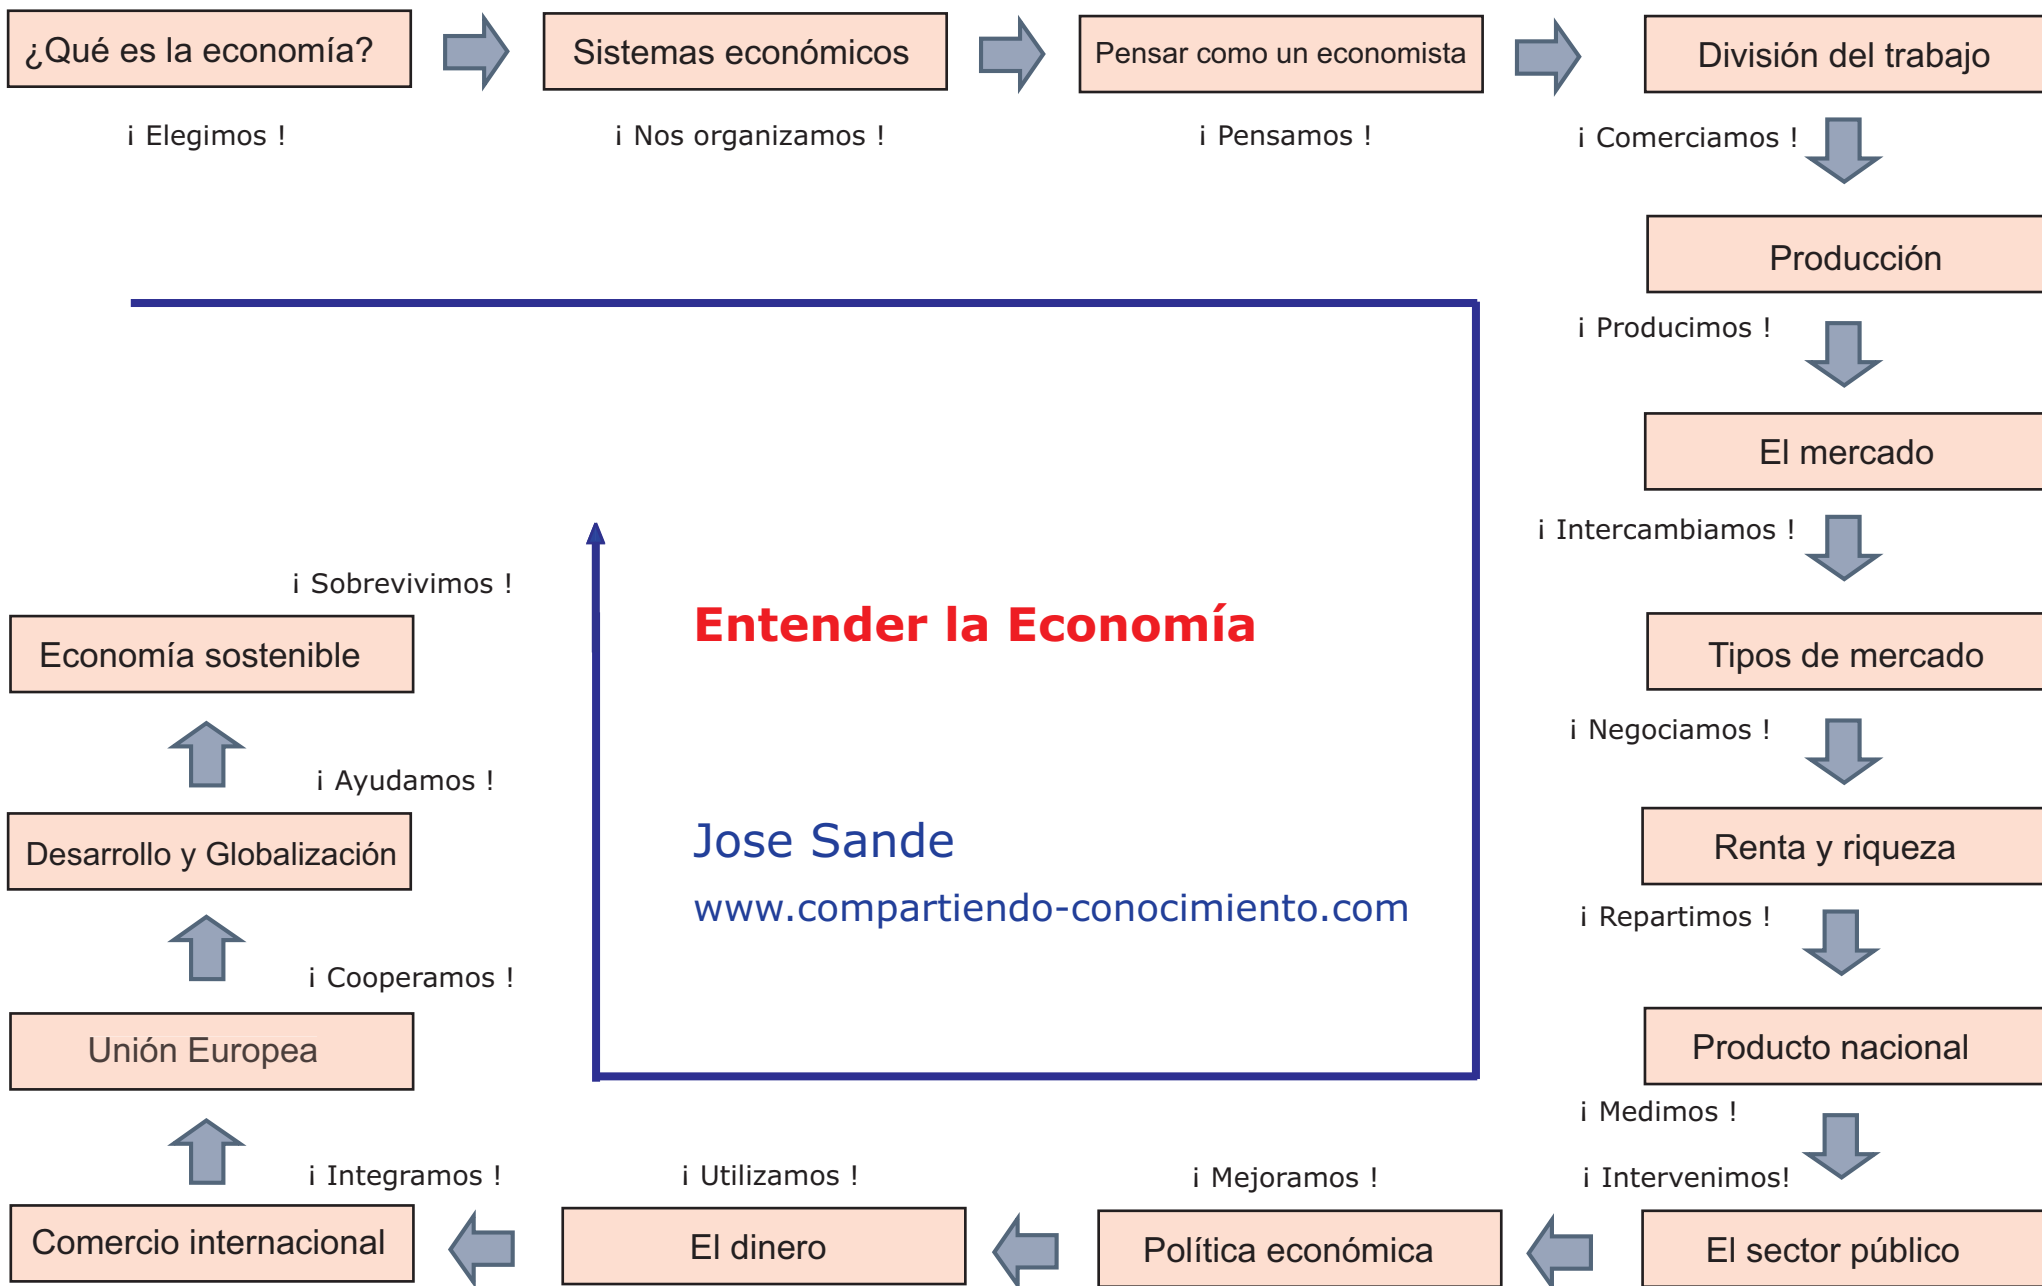 ¿Qué es la economía?
Sistemas económicos
Pensar como un economista
División del trabajo
¡ Elegimos !
¡ Nos organizamos !
¡ Pensamos !
¡ Comerciamos !
Producción
¡ Producimos !
El mercado
¡ Intercambiamos !
Tipos de mercado
¡ Negociamos !
Renta y riqueza
¡ Repartimos !
Producto nacional
¡ Medimos !
¡ Intervenimos!
El sector público
¡ Mejoramos !
Política económica
¡ Utilizamos !
El dinero
¡ Integramos !
Comercio internacional
Unión Europea
¡ Cooperamos !
Desarrollo y Globalización
¡ Ayudamos !
Economía sostenible
¡ Sobrevivimos !
Entender la Economía
Jose Sande
www.compartiendo-conocimiento.com